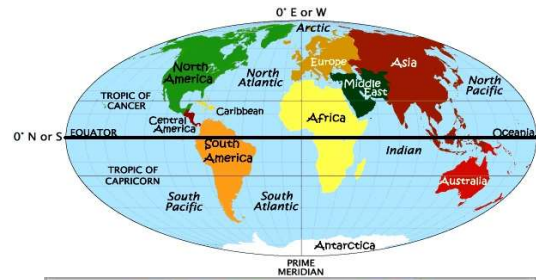 0° E or W
Arctic
North
America
Europe
Asia
North
Atlantic
Middle
East
North
Pacific
TROPIC OF
CANCER
Caribbean
Central
America
Africa
0° N or S
EQUATOR
Oceania
South
America
Indian
TROPIC OF
CAPRICORN
Australia
South
Pacific
South
Atlantic
Antarctica
PRIME
MERIDIAN